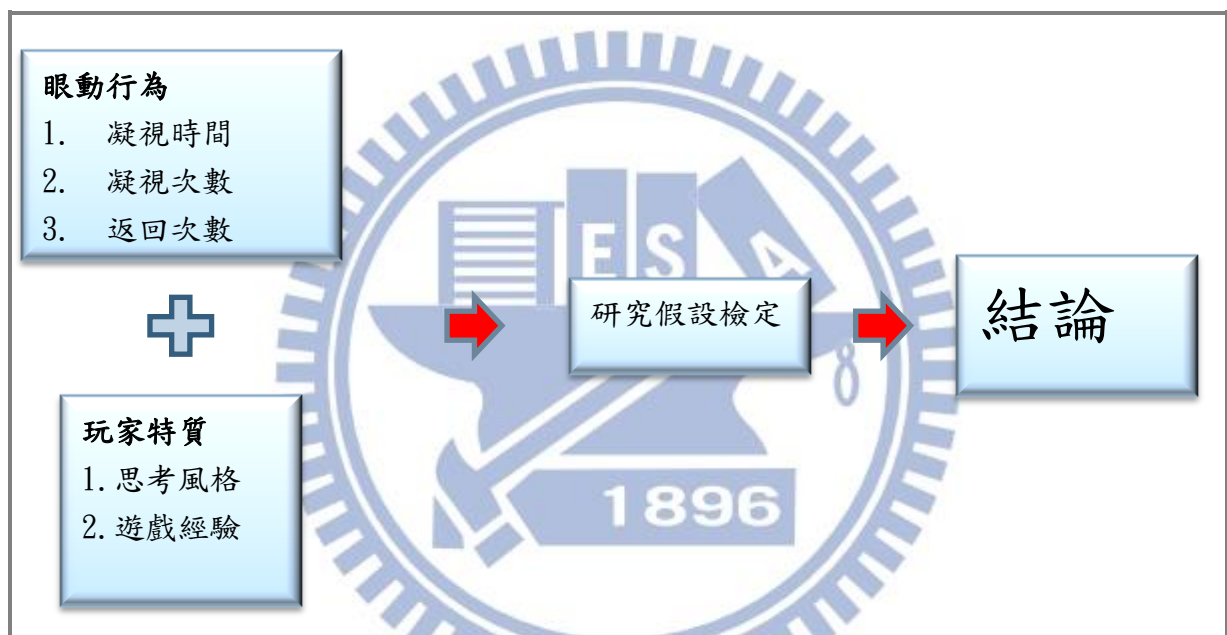 眼動行為
1. 凝視時間
2. 凝視次數
3. 返回次數
玩家特質
1.思考風格
2.遊戲經驗
研究假設檢定
結論
E S A
1896